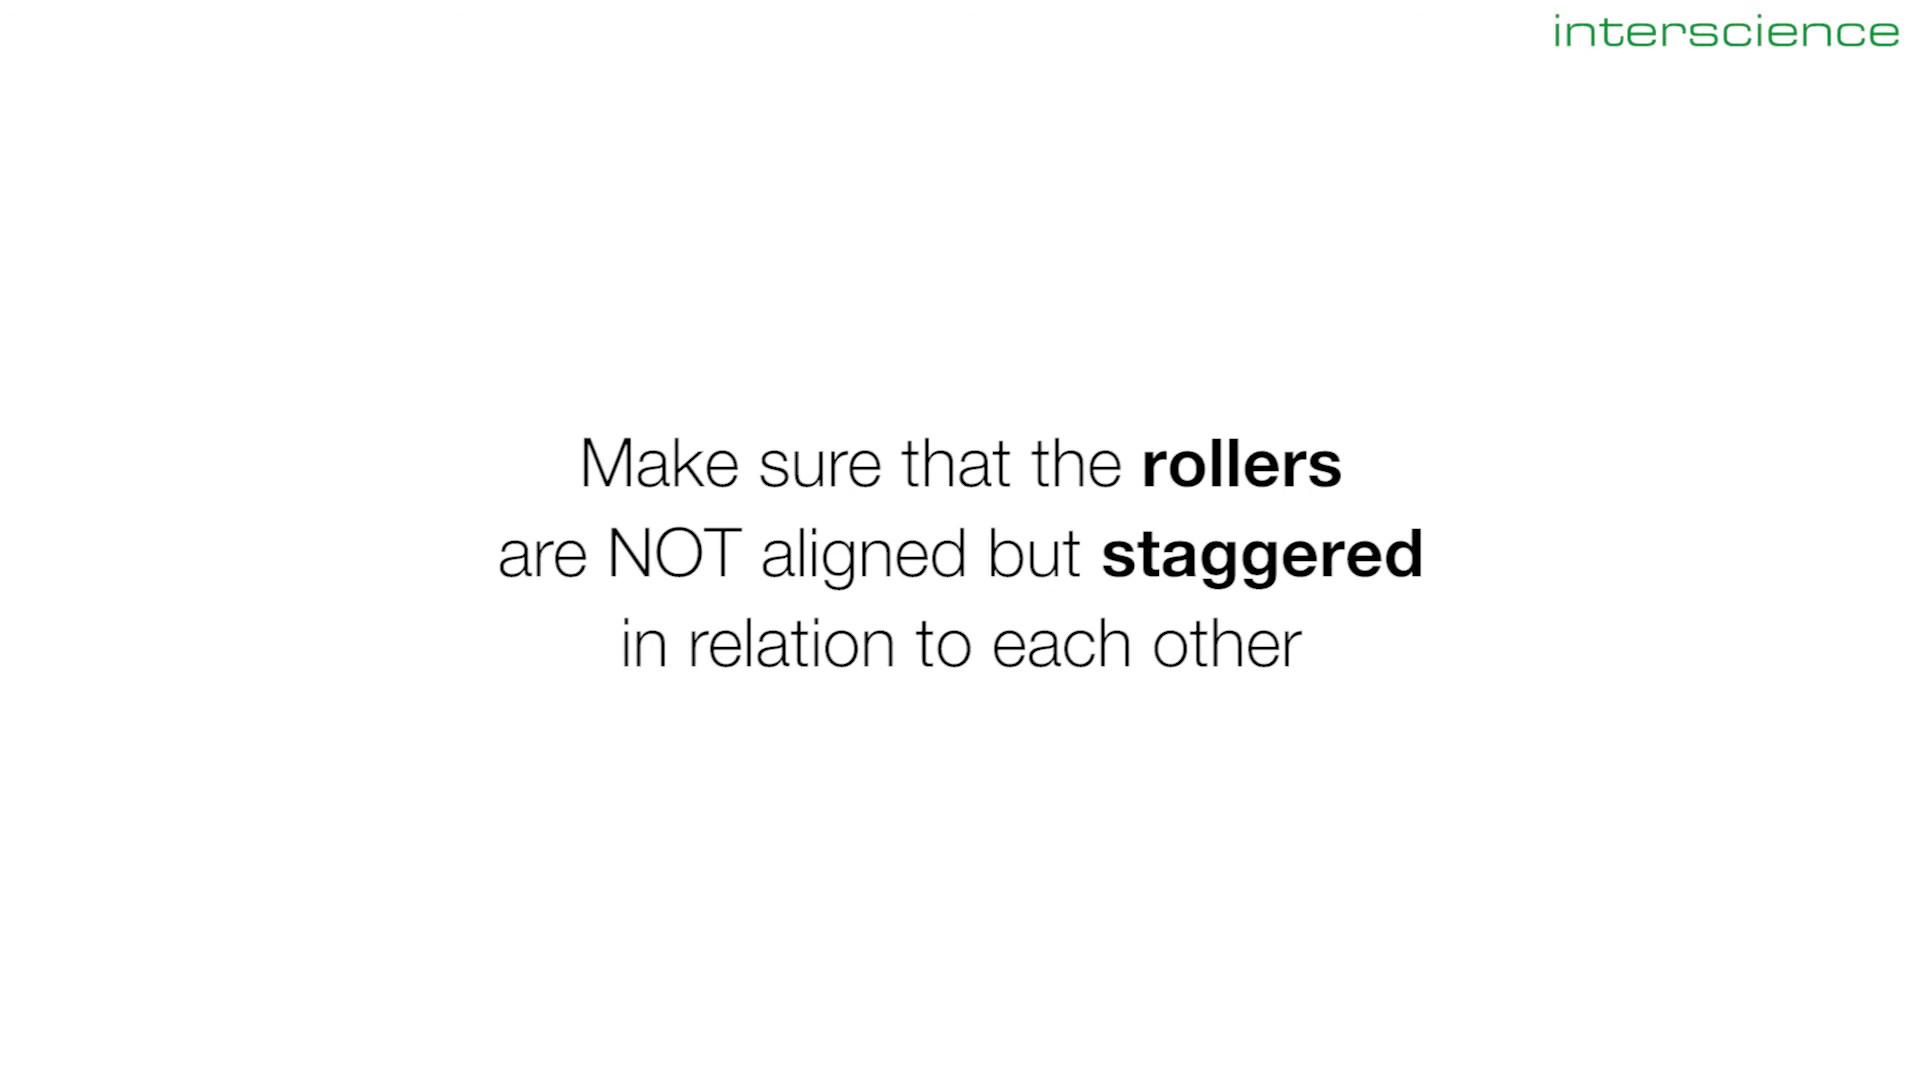 interscience
Make sure that the rollers
are NOT aligned but staggered
in relation to each other